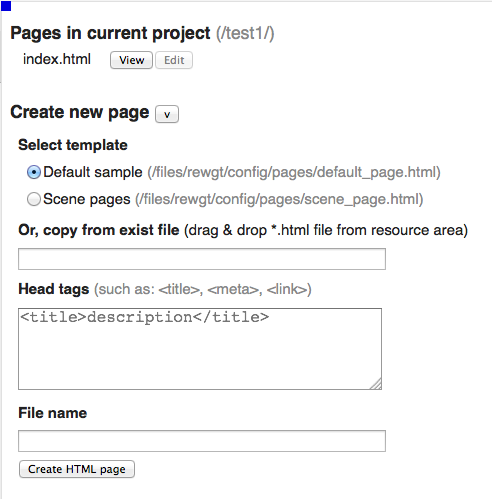 Pages in current project (/test1/)
index.html View Edit
Create new page v
Select template
Default sample (/files/rewgt/config/pages/default_page.html)
Scene pages (/files/rewgt/config/pages/scene_page.html)
Or, copy from exist file (drag & drop *.html file from resource area)
Head tags (such as: <title>, <meta>, <link>)
<title>description</title>
File name
Create HTML page